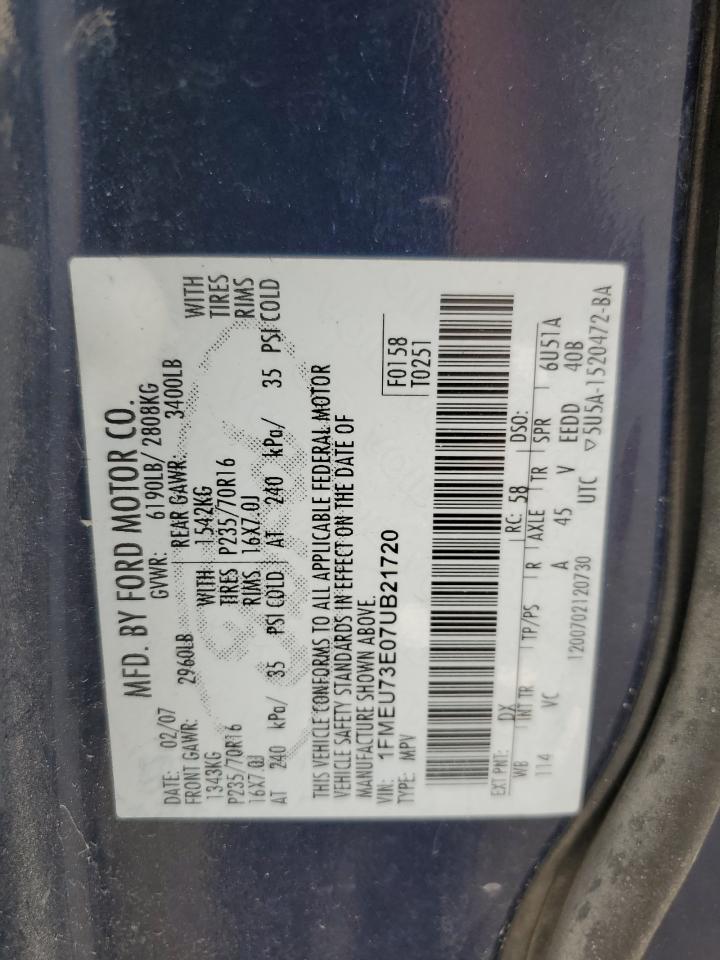 MFD. BY FORD MOTOR CO.
DATE: 02/07 GVWR: 6190LB/ 2808KG
FRONT GAWR: 2960LB REAR GAWR: 3400LB
1343KG WITH 1542KG WITH
P235/70R16 TIRES P235/70R16 TIRES
16X7.0J RIMS 16X7.0J RIMS
AT 240 kPa/ 35 PSI COLD AT 240 kPa/ 35 PSI COLD
THIS VEHICLE CONFORMS TO ALL APPLICABLE FEDERAL MOTOR
VEHICLE SAFETY STANDARDS IN EFFECT ON THE DATE OF
MANUFACTURE SHOWN ABOVE.
VIN: 1FMEU73E07UB21720
TYPE: MPV
F0158
T0251
EXT PNT: DX RC: 58 DSO:
WB INT TR TP/PS R AXLE TR SPR 6U51A
114 VC A 45 V EEDD 40B
1200702120730 UTC ▽5U5A-1520472-BA